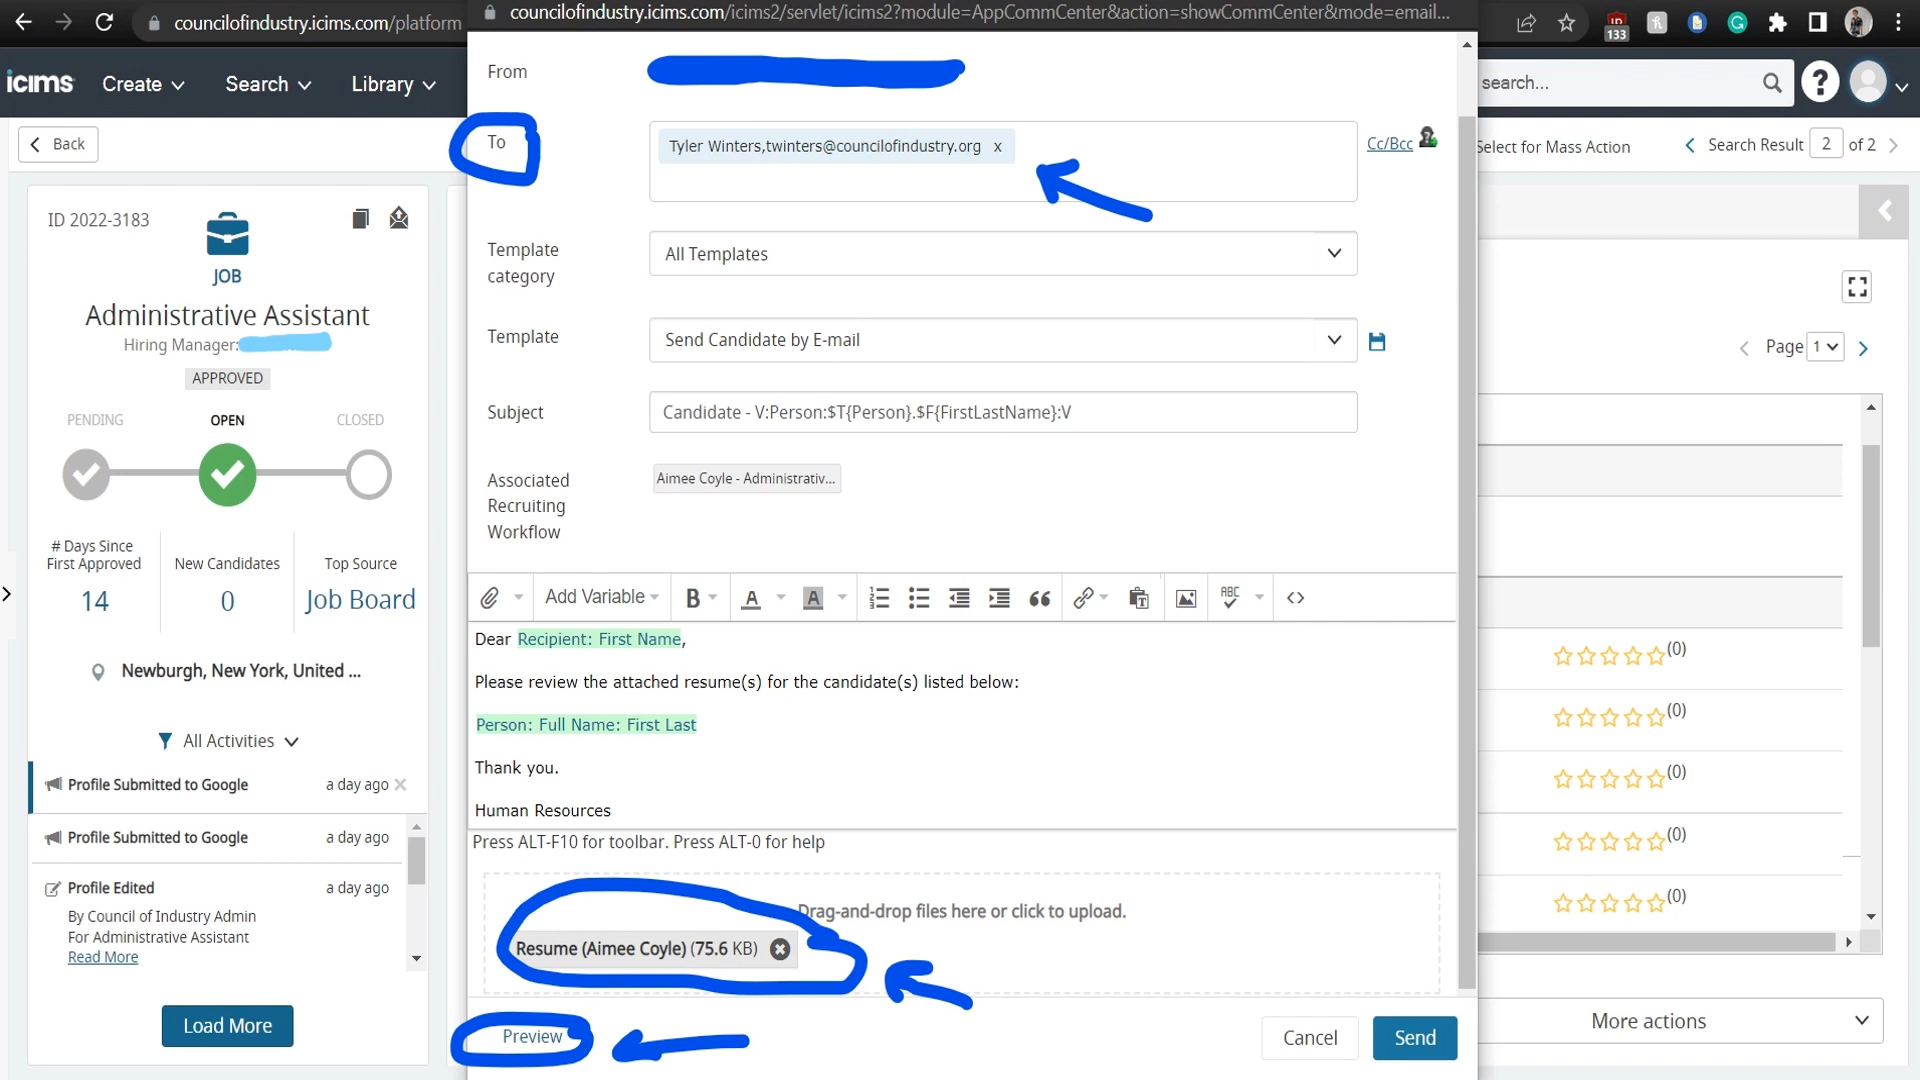 councilofindustry.icims.com/platform
councilofindustry.icims.com/icims2/servlet/icims2?module=AppCommCenter&action=showCommCenter&mode=email...
133
icims
Create
Search
Library
search...
?
Back
Select for Mass Action
Search Result 2 of 2
ID 2022-3183
JOB
Administrative Assistant
Hiring Manager:
APPROVED
PENDING
OPEN
CLOSED
# Days Since
First Approved
14
New Candidates
0
Top Source
Job Board
Newburgh, New York, United ...
All Activities
Profile Submitted to Google a day ago
Profile Submitted to Google a day ago
Profile Edited a day ago
By Council of Industry Admin
For Administrative Assistant
Read More
Load More
From
To
Tyler Winters,twinters@councilofindustry.org x
Cc/Bcc
Template
category
All Templates
Template
Send Candidate by E-mail
Subject
Candidate - V:Person:$T{Person}.$F{FirstLastName}:V
Associated
Recruiting
Workflow
Aimee Coyle - Administrativ...
Add Variable
B
A
A
ABC
Dear Recipient: First Name,
Please review the attached resume(s) for the candidate(s) listed below:
Person: Full Name: First Last
Thank you.
Human Resources
Press ALT-F10 for toolbar. Press ALT-0 for help
Drag-and-drop files here or click to upload.
Resume (Aimee Coyle) (75.6 KB)
Preview
Cancel
Send
Page 1
(0)
(0)
(0)
(0)
(0)
More actions